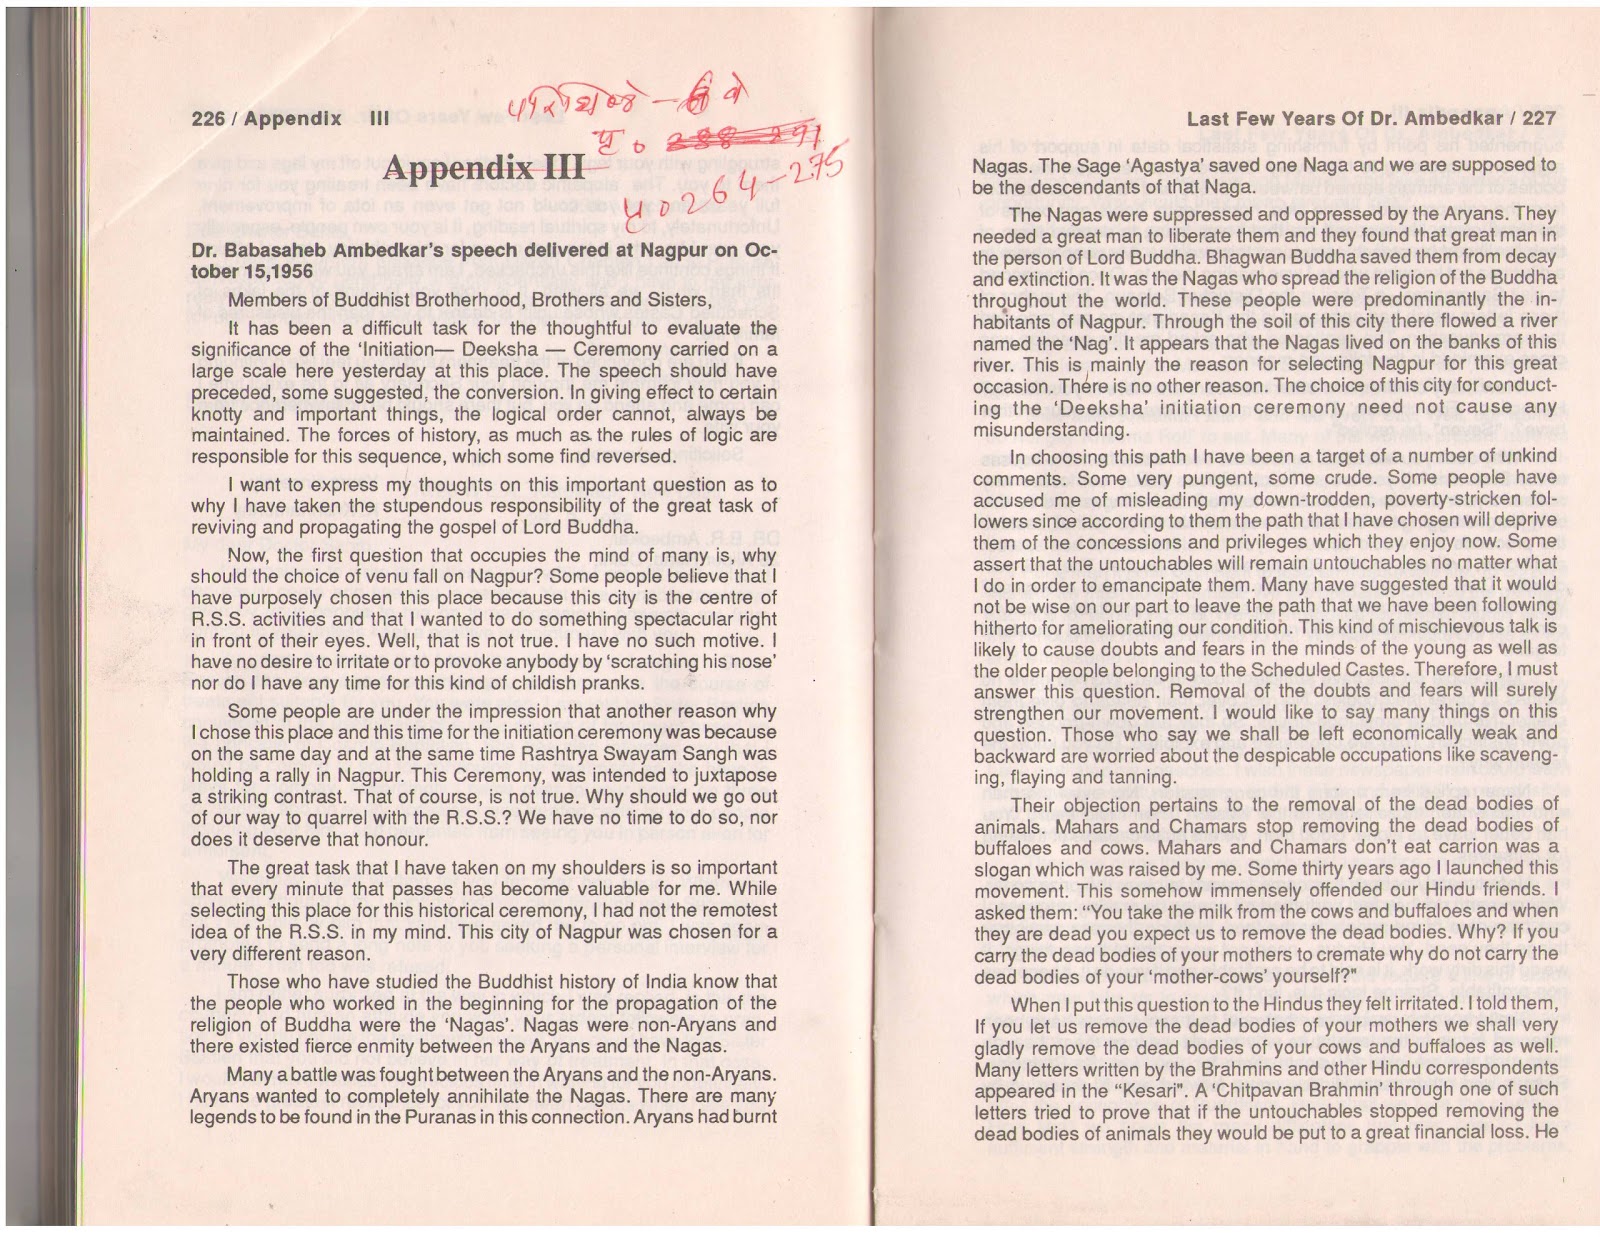 226 / Appendix III
पृ०
पृ० 264-275
Appendix III
Dr. Babasaheb Ambedkar's speech delivered at Nagpur on Oc-
tober 15,1956
Members of Buddhist Brotherhood, Brothers and Sisters,
It has been a difficult task for the thoughtful to evaluate the
significance of the 'Initiation— Deeksha — Ceremony carried on a
large scale here yesterday at this place. The speech should have
preceded, some suggested, the conversion. In giving effect to certain
knotty and important things, the logical order cannot, always be
maintained. The forces of history, as much as the rules of logic are
responsible for this sequence, which some find reversed.
I want to express my thoughts on this important question as to
why I have taken the stupendous responsibility of the great task of
reviving and propagating the gospel of Lord Buddha.
Now, the first question that occupies the mind of many is, why
should the choice of venu fall on Nagpur? Some people believe that I
have purposely chosen this place because this city is the centre of
R.S.S. activities and that I wanted to do something spectacular right
in front of their eyes. Well, that is not true. I have no such motive. I
have no desire to irritate or to provoke anybody by 'scratching his nose'
nor do I have any time for this kind of childish pranks.
Some people are under the impression that another reason why
I chose this place and this time for the initiation ceremony was because
on the same day and at the same time Rashtrya Swayam Sangh was
holding a rally in Nagpur. This Ceremony, was intended to juxtapose
a striking contrast. That of course, is not true. Why should we go out
of our way to quarrel with the R.S.S.? We have no time to do so, nor
does it deserve that honour.
The great task that I have taken on my shoulders is so important
that every minute that passes has become valuable for me. While
selecting this place for this historical ceremony, I had not the remotest
idea of the R.S.S. in my mind. This city of Nagpur was chosen for a
very different reason.
Those who have studied the Buddhist history of India know that
the people who worked in the beginning for the propagation of the
religion of Buddha were the 'Nagas'. Nagas were non-Aryans and
there existed fierce enmity between the Aryans and the Nagas.
Many a battle was fought between the Aryans and the non-Aryans.
Aryans wanted to completely annihilate the Nagas. There are many
legends to be found in the Puranas in this connection. Aryans had burnt
Last Few Years Of Dr. Ambedkar / 227
Nagas. The Sage 'Agastya' saved one Naga and we are supposed to
be the descendants of that Naga.
The Nagas were suppressed and oppressed by the Aryans. They
needed a great man to liberate them and they found that great man in
the person of Lord Buddha. Bhagwan Buddha saved them from decay
and extinction. It was the Nagas who spread the religion of the Buddha
throughout the world. These people were predominantly the in-
habitants of Nagpur. Through the soil of this city there flowed a river
named the 'Nag'. It appears that the Nagas lived on the banks of this
river. This is mainly the reason for selecting Nagpur for this great
occasion. There is no other reason. The choice of this city for conduct-
ing the 'Deeksha' initiation ceremony need not cause any
misunderstanding.
In choosing this path I have been a target of a number of unkind
comments. Some very pungent, some crude. Some people have
accused me of misleading my down-trodden, poverty-stricken fol-
lowers since according to them the path that I have chosen will deprive
them of the concessions and privileges which they enjoy now. Some
assert that the untouchables will remain untouchables no matter what
I do in order to emancipate them. Many have suggested that it would
not be wise on our part to leave the path that we have been following
hitherto for ameliorating our condition. This kind of mischievous talk is
likely to cause doubts and fears in the minds of the young as well as
the older people belonging to the Scheduled Castes. Therefore, I must
answer this question. Removal of the doubts and fears will surely
strengthen our movement. I would like to say many things on this
question. Those who say we shall be left economically weak and
backward are worried about the despicable occupations like scaveng-
ing, flaying and tanning.
Their objection pertains to the removal of the dead bodies of
animals. Mahars and Chamars stop removing the dead bodies of
buffaloes and cows. Mahars and Chamars don't eat carrion was a
slogan which was raised by me. Some thirty years ago I launched this
movement. This somehow immensely offended our Hindu friends. I
asked them: "You take the milk from the cows and buffaloes and when
they are dead you expect us to remove the dead bodies. Why? If you
carry the dead bodies of your mothers to cremate why do not carry the
dead bodies of your 'mother-cows' yourself?"
When I put this question to the Hindus they felt irritated. I told them,
If you let us remove the dead bodies of your mothers we shall very
gladly remove the dead bodies of your cows and buffaloes as well.
Many letters written by the Brahmins and other Hindu correspondents
appeared in the "Kesari". A 'Chitpavan Brahmin' through one of such
letters tried to prove that if the untouchables stopped removing the
dead bodies of animals they would be put to a great financial loss. He